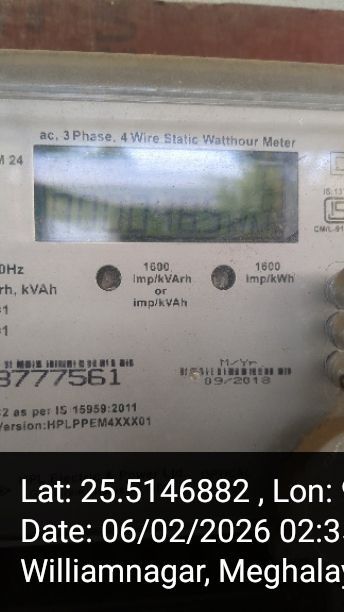 ac, 3 Phase, 4 Wire Static Watthour Meter
M 24
0Hz
rh, kVAh
1600
imp/kVArh
or
imp/kVAh
1600
imp/kWh
M/Yr
09/2018
3777561
as per IS 15959:2011
Version:HPLPPEM4XXX01
Lat: 25.5146882 , Lon:
Date: 06/02/2026 02:3
Williamnagar, Meghalay